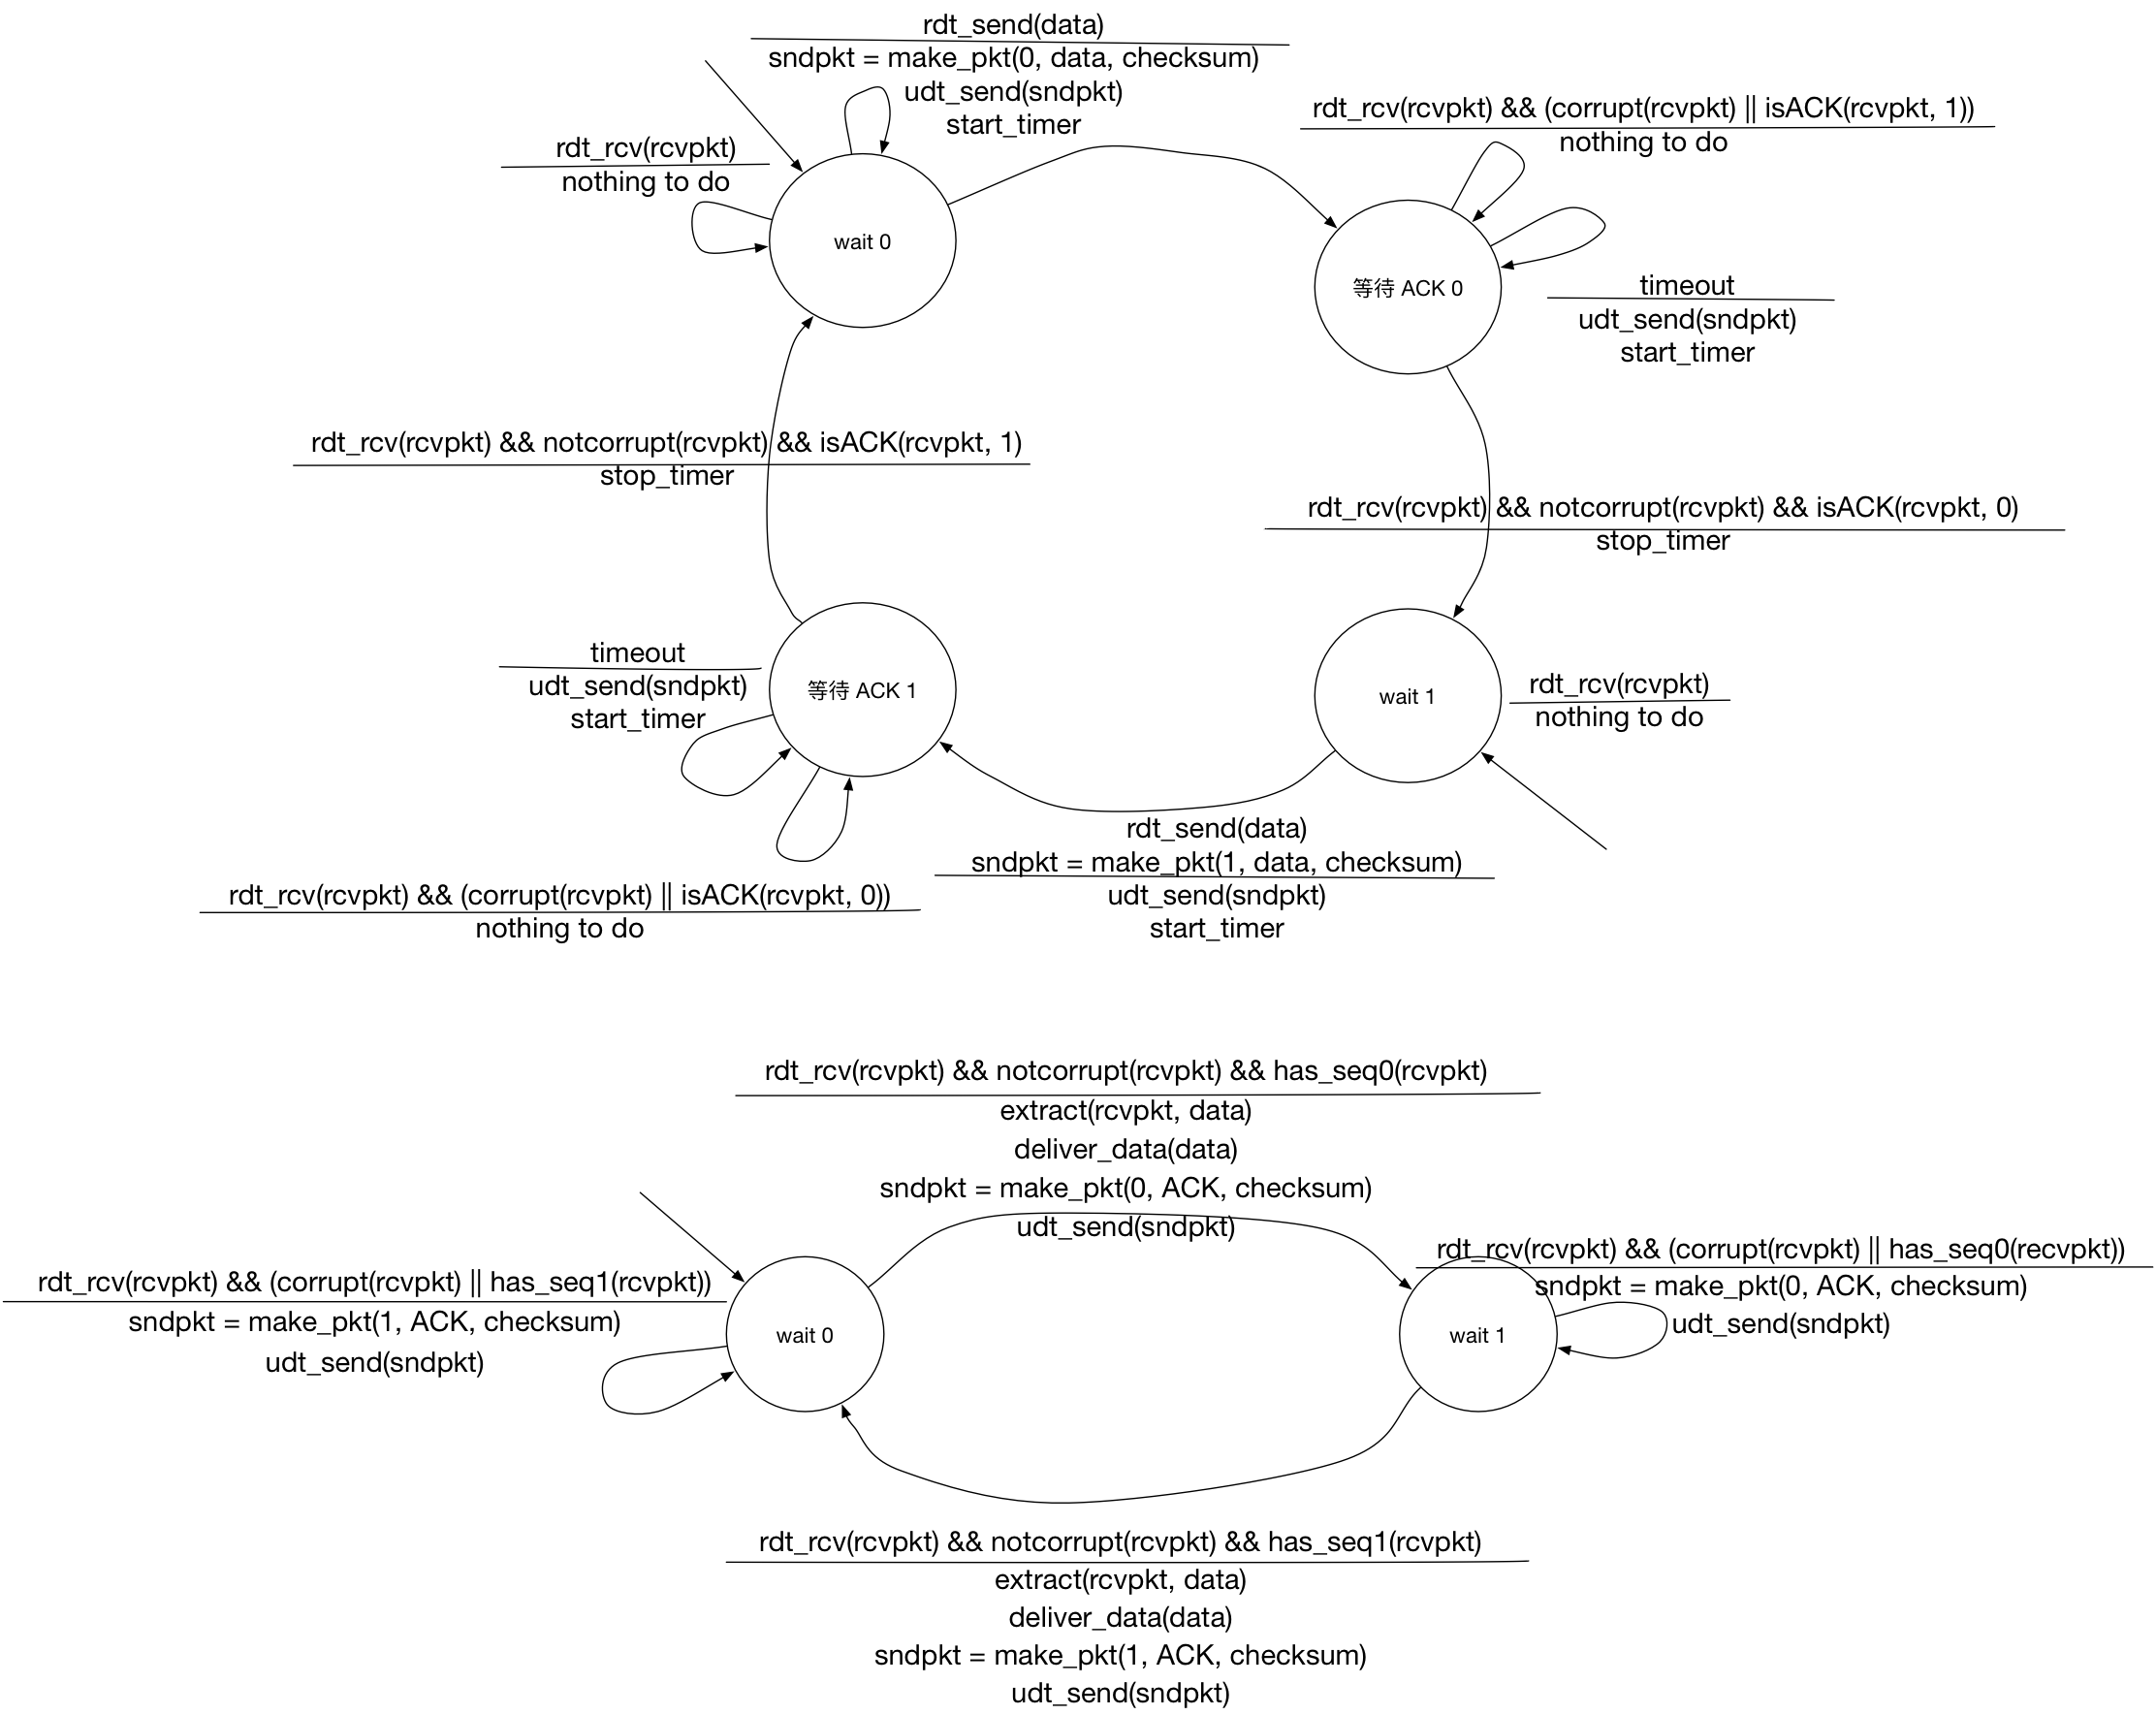 rdt_send(data)
sndpkt = make_pkt(0, data, checksum)
udt_send(sndpkt)
start_timer
rdt_rcv(rcvpkt) && (corrupt(rcvpkt) || isACK(rcvpkt, 1))
nothing to do
rdt_rcv(rcvpkt)
nothing to do
wait 0
等待 ACK 0
timeout
udt_send(sndpkt)
start_timer
rdt_rcv(rcvpkt) && notcorrupt(rcvpkt) && isACK(rcvpkt, 1)
stop_timer
rdt_rcv(rcvpkt) && notcorrupt(rcvpkt) && isACK(rcvpkt, 0)
stop_timer
timeout
udt_send(sndpkt)
start_timer
等待 ACK 1
wait 1
rdt_rcv(rcvpkt)
nothing to do
rdt_send(data)
sndpkt = make_pkt(1, data, checksum)
udt_send(sndpkt)
start_timer
rdt_rcv(rcvpkt) && (corrupt(rcvpkt) || isACK(rcvpkt, 0))
nothing to do
rdt_rcv(rcvpkt) && notcorrupt(rcvpkt) && has_seq0(rcvpkt)
extract(rcvpkt, data)
deliver_data(data)
sndpkt = make_pkt(0, ACK, checksum)
udt_send(sndpkt)
rdt_rcv(rcvpkt) && (corrupt(rcvpkt) || has_seq1(rcvpkt))
sndpkt = make_pkt(1, ACK, checksum)
udt_send(sndpkt)
wait 0
wait 1
rdt_rcv(rcvpkt) && (corrupt(rcvpkt) || has_seq0(recvpkt))
sndpkt = make_pkt(0, ACK, checksum)
udt_send(sndpkt)
rdt_rcv(rcvpkt) && notcorrupt(rcvpkt) && has_seq1(rcvpkt)
extract(rcvpkt, data)
deliver_data(data)
sndpkt = make_pkt(1, ACK, checksum)
udt_send(sndpkt)